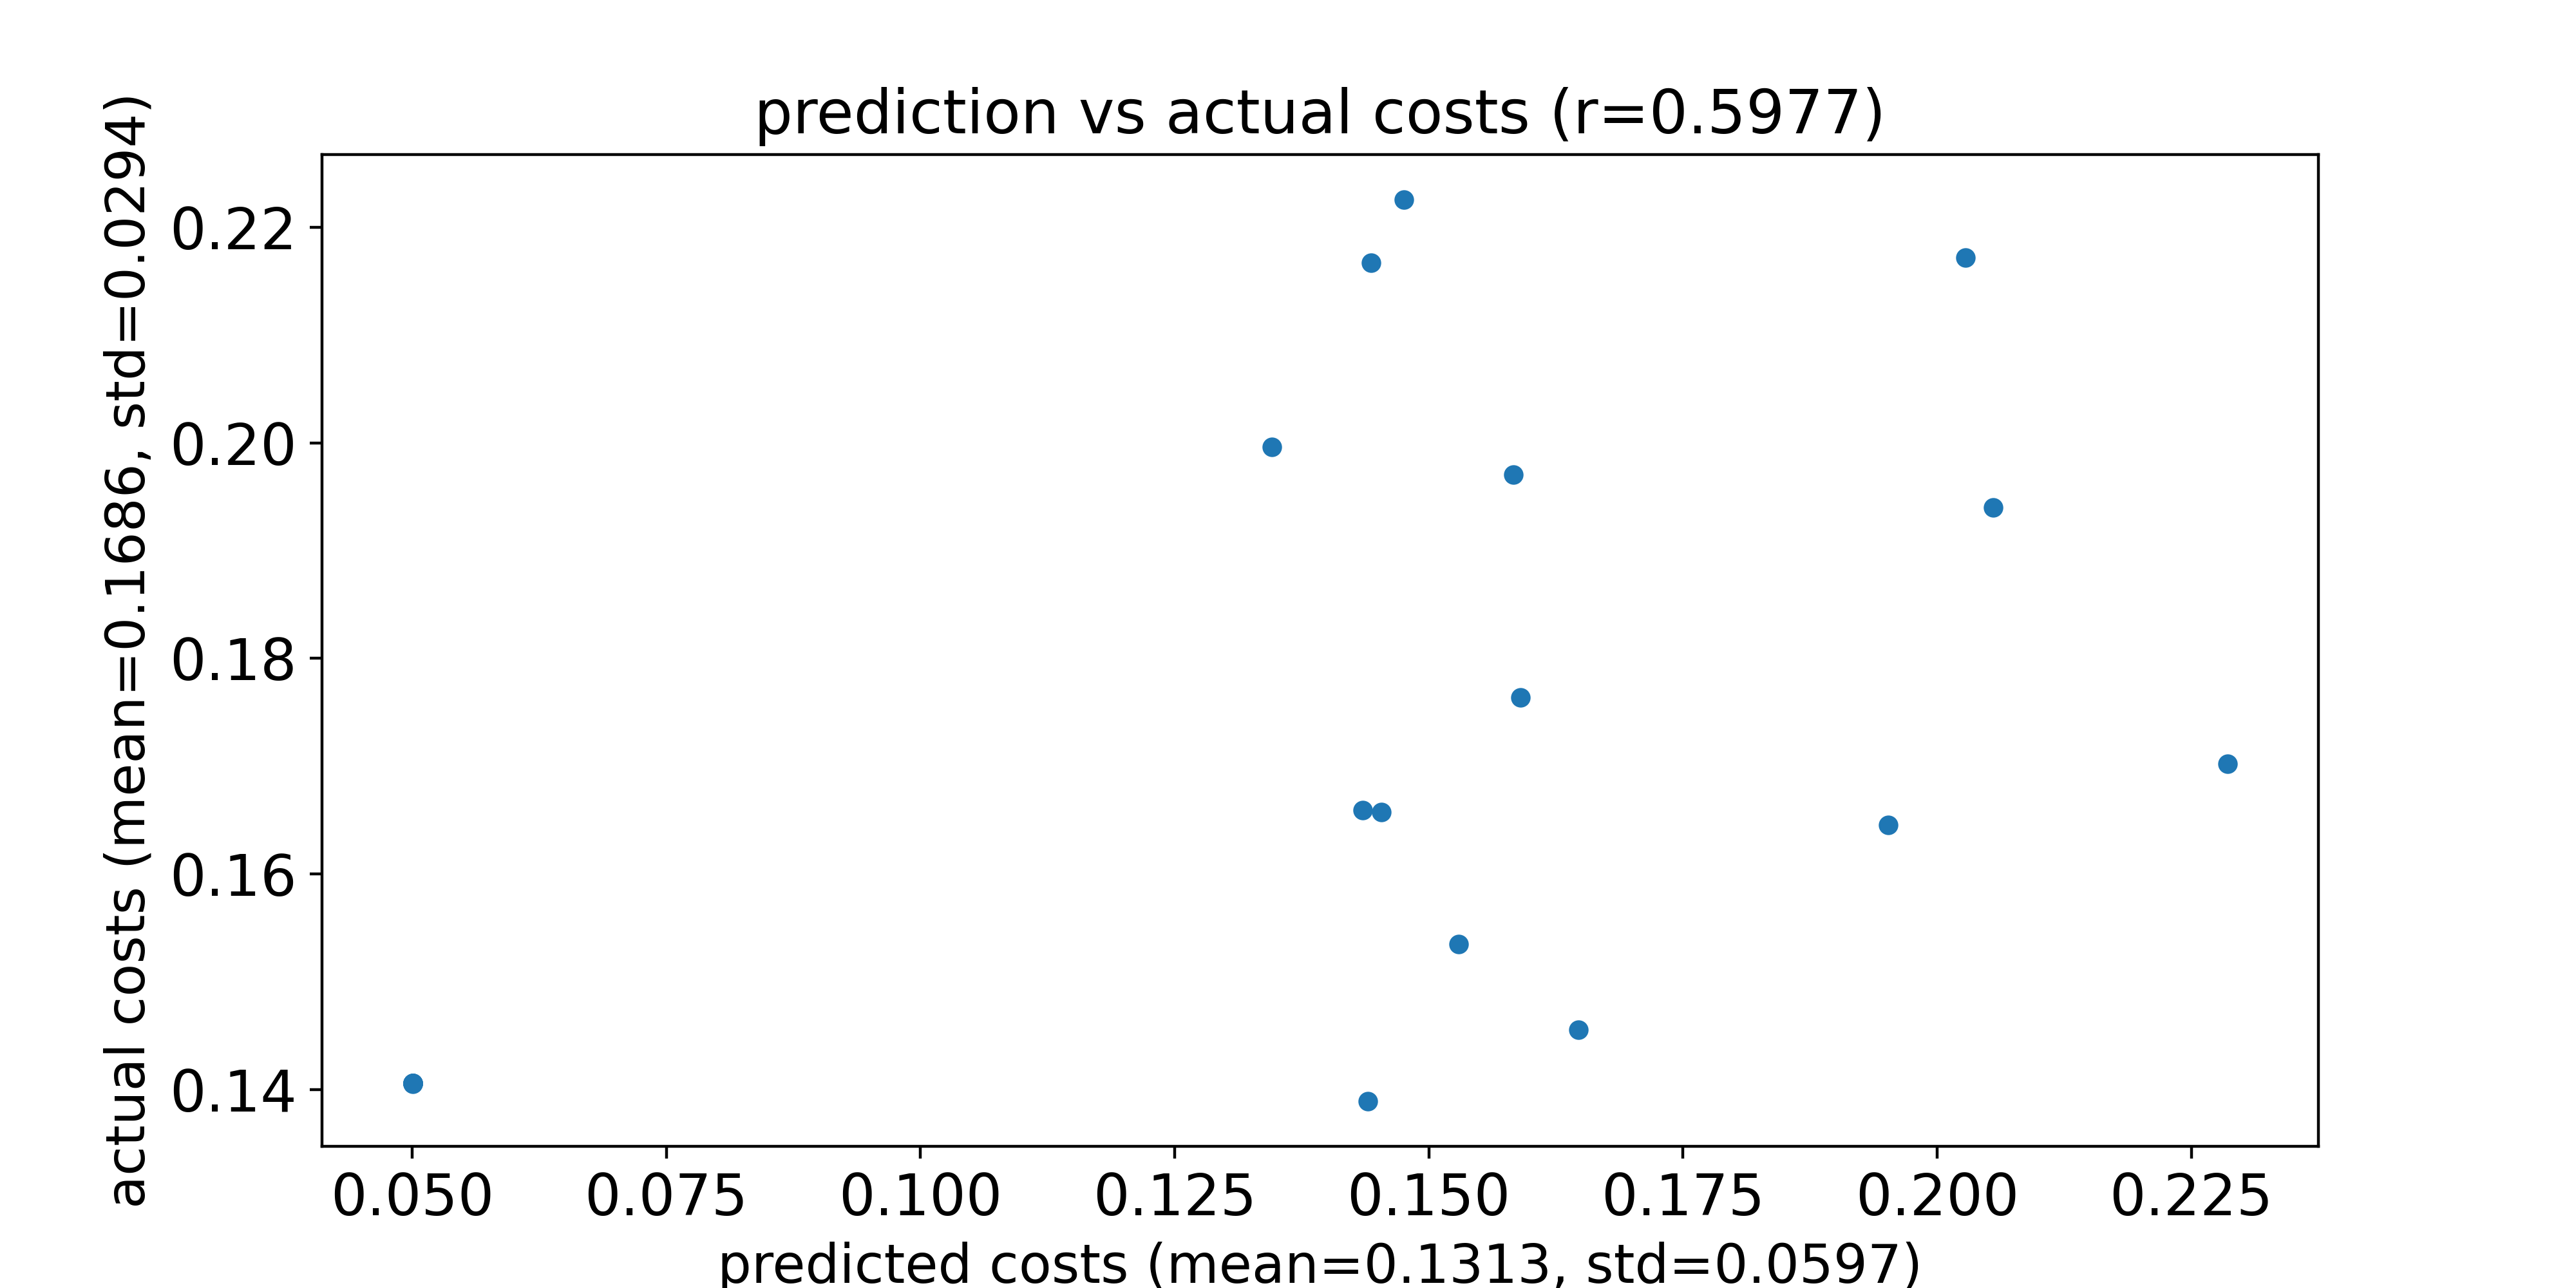 prediction vs actual costs (r=0.5977)
actual costs (mean=0.1686, std=0.0294)
0.22
0.20
0.18
0.16
0.14
0.050 0.075 0.100 0.125 0.150 0.175 0.200 0.225
predicted costs (mean=0.1313, std=0.0597)